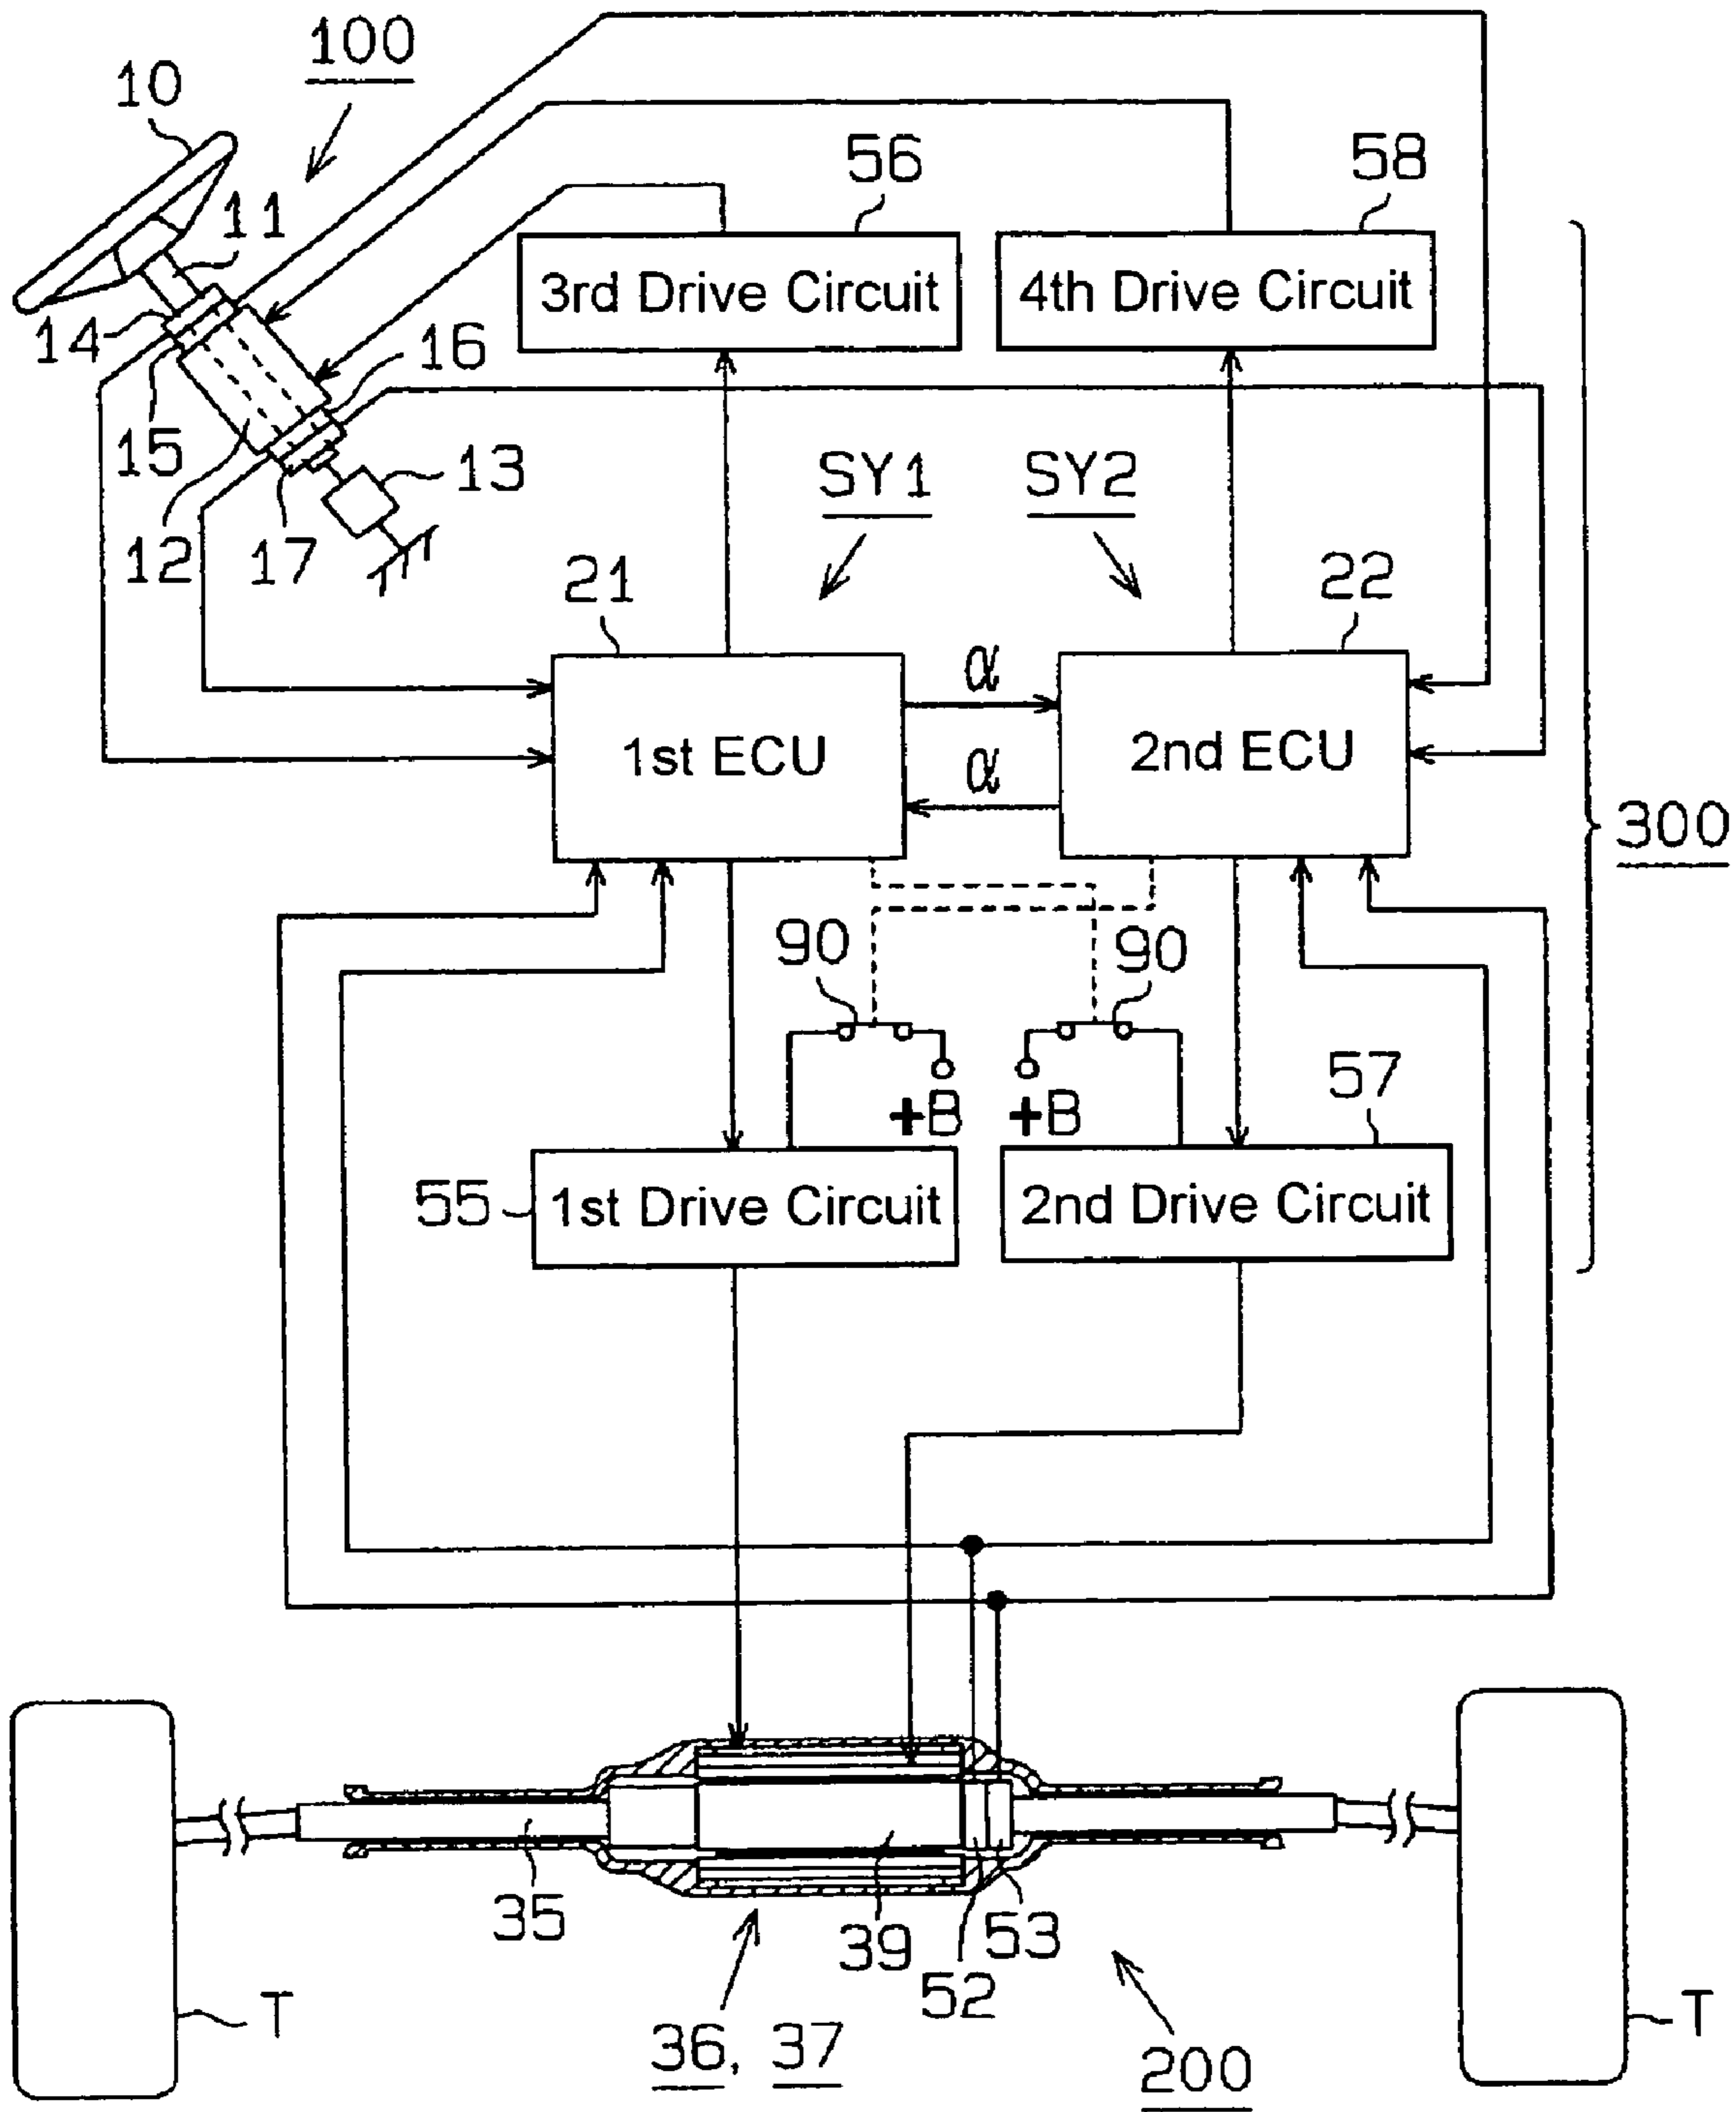 100
10
56
58
11
3rd Drive Circuit
4th Drive Circuit
14
16
15
13
SY1
SY2
12
17
21
22
α
1st ECU
2nd ECU
α
300
90
90
+B
+B
57
55
1st Drive Circuit
2nd Drive Circuit
35
39
53
52
T
T
36, 37
200